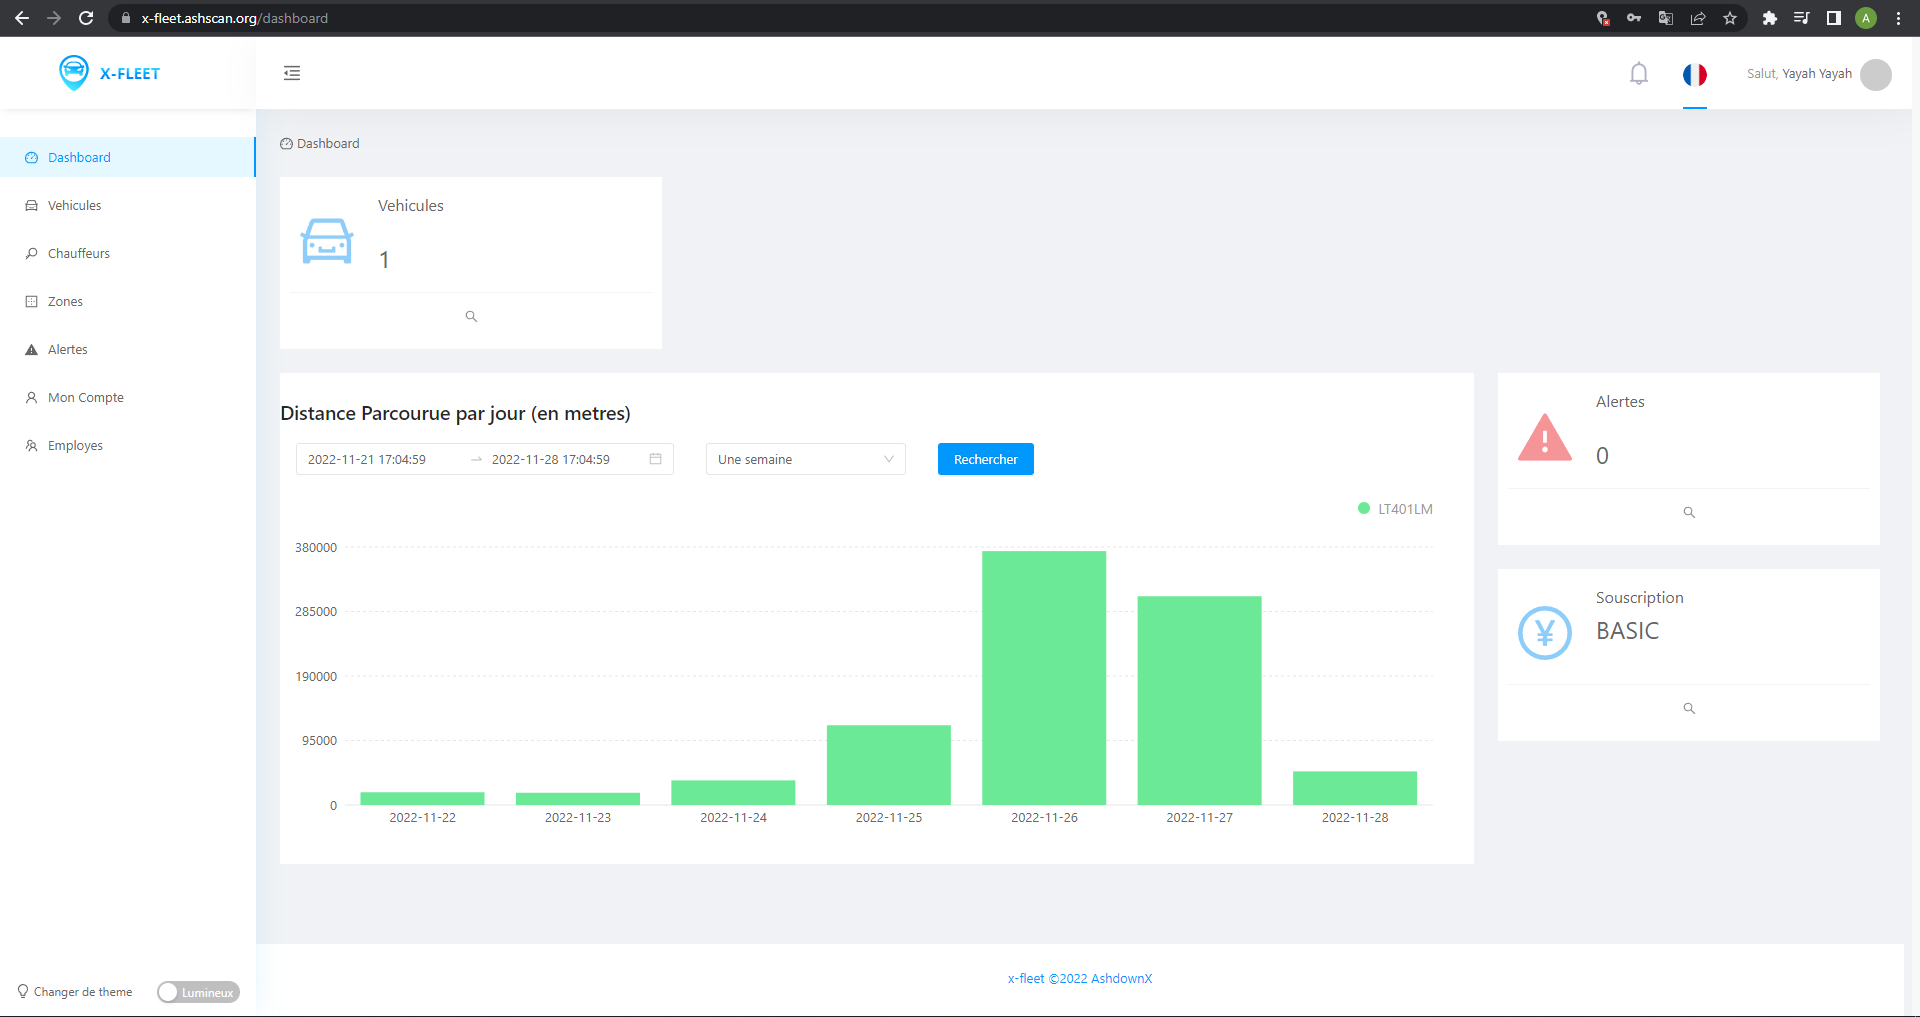 x-fleet.ashscan.org/dashboard
A
X-FLEET
Salut, Yayah Yayah
Dashboard
Vehicules
Chauffeurs
Zones
Alertes
Mon Compte
Employes
Changer de theme
Lumineux
Dashboard
Vehicules
1
Distance Parcourue par jour (en metres)
2022-11-21 17:04:59 → 2022-11-28 17:04:59
Une semaine
Rechercher
LT401LM
380000
285000
190000
95000
0
2022-11-22 2022-11-23 2022-11-24 2022-11-25 2022-11-26 2022-11-27 2022-11-28
Alertes
0
Souscription
BASIC
¥
x-fleet ©2022 AshdownX